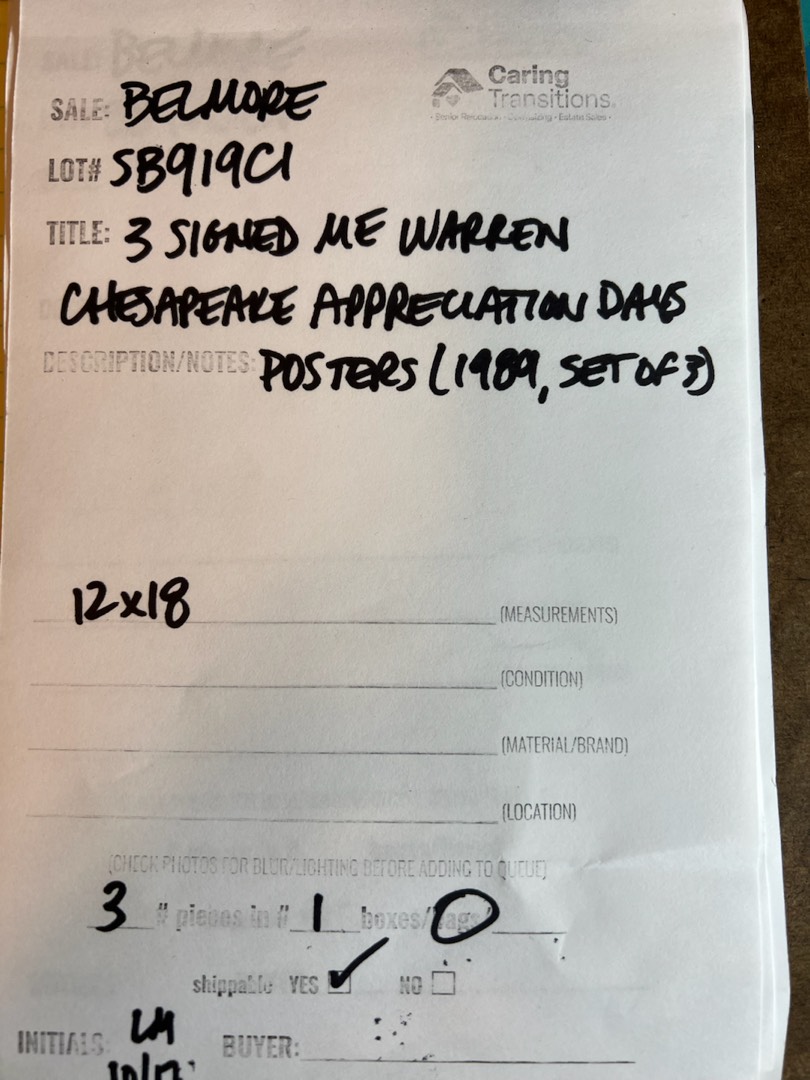 Caring
Transitions.
SALE: BELMORE
LOT# SB919C1
TITLE: 3 SIGNED ME WARREN
CHESAPEAKE APPRECIATION DAYS
DESCRIPTION/NOTES: POSTERS (1989, SET OF 3)
12x18 (MEASUREMENTS)
(CONDITION)
(MATERIAL/BRAND)
(LOCATION)
(CHECK PHOTOS FOR BLUR/LIGHTING BEFORE ADDING TO QUEUE)
3 # pieces in # 1 boxes/bags/
shippable YES NO
INITIALS: LM BUYER: